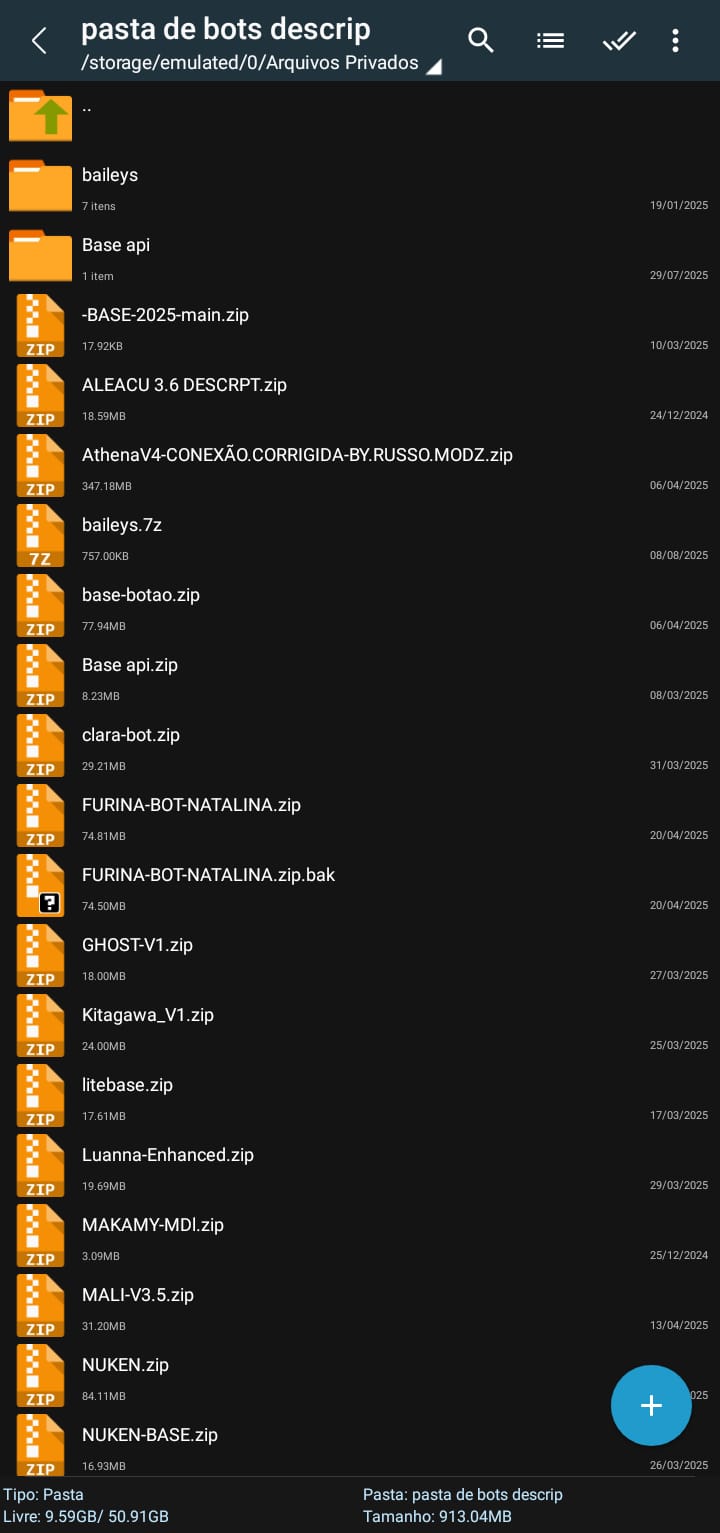 pasta de bots descrip
/storage/emulated/0/Arquivos Privados
..
baileys
7 itens
19/01/2025
Base api
1 item
29/07/2025
-BASE-2025-main.zip
ZIP
17.92KB
10/03/2025
ALEACU 3.6 DESCRPT.zip
ZIP
18.59MB
24/12/2024
AthenaV4-CONEXÃO.CORRIGIDA-BY.RUSSO.MODZ.zip
ZIP
347.18MB
06/04/2025
baileys.7z
7Z
757.00KB
08/08/2025
base-botao.zip
ZIP
77.94MB
06/04/2025
Base api.zip
ZIP
8.23MB
08/03/2025
clara-bot.zip
ZIP
29.21MB
31/03/2025
FURINA-BOT-NATALINA.zip
ZIP
74.81MB
20/04/2025
FURINA-BOT-NATALINA.zip.bak
?
74.50MB
20/04/2025
GHOST-V1.zip
ZIP
18.00MB
27/03/2025
Kitagawa_V1.zip
ZIP
24.00MB
25/03/2025
litebase.zip
ZIP
17.61MB
17/03/2025
Luanna-Enhanced.zip
ZIP
19.69MB
29/03/2025
MAKAMY-MDl.zip
ZIP
3.09MB
25/12/2024
MALI-V3.5.zip
ZIP
31.20MB
13/04/2025
NUKEN.zip
ZIP
84.11MB
025
NUKEN-BASE.zip
ZIP
16.93MB
26/03/2025
Tipo: Pasta
Pasta: pasta de bots descrip
Livre: 9.59GB/ 50.91GB
Tamanho: 913.04MB